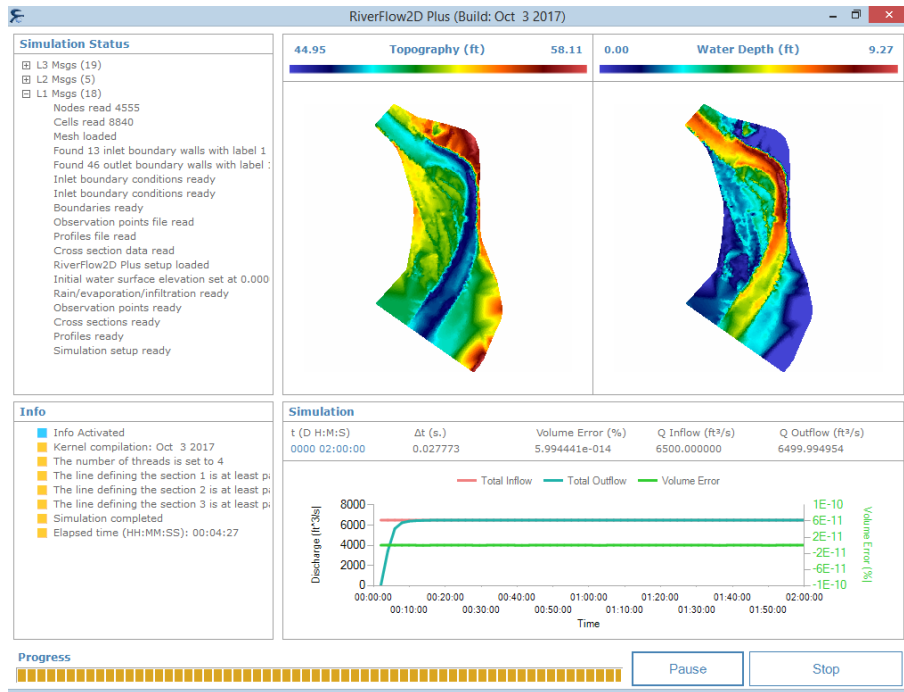 RiverFlow2D Plus (Build: Oct 3 2017)
Simulation Status
L3 Msgs (19)
L2 Msgs (5)
L1 Msgs (18)
Nodes read 4555
Cells read 8840
Mesh loaded
Found 13 inlet boundary walls with label 1
Found 46 outlet boundary walls with label :
Inlet boundary conditions ready
Inlet boundary conditions ready
Boundaries ready
Observation points file read
Profiles file read
Cross section data read
RiverFlow2D Plus setup loaded
Initial water surface elevation set at 0.000
Rain/evaporation/infiltration ready
Observation points ready
Cross sections ready
Profiles ready
Simulation setup ready
44.95 Topography (ft) 58.11
0.00 Water Depth (ft) 9.27
Info
Info Activated
Kernel compilation: Oct 3 2017
The number of threads is set to 4
The line defining the section 1 is at least pa
The line defining the section 2 is at least pa
The line defining the section 3 is at least pa
Simulation completed
Elapsed time (HH:MM:SS): 00:04:27
Simulation
t (D H:M:S) Δt (s.) Volume Error (%) Q Inflow (ft³/s) Q Outflow (ft³/s)
0000 02:00:00 0.027773 5.994441e-014 6500.000000 6499.994954
Total Inflow Total Outflow Volume Error
Discharge (ft^3/s)
8000
6000
4000
2000
0
1E-10
6E-11
2E-11
-2E-11
-6E-11
-1E-10
Volume Error (%)
00:00:00 00:20:00 00:40:00 01:00:00 01:20:00 01:40:00 02:00:00
00:10:00 00:30:00 00:50:00 01:10:00 01:30:00 01:50:00
Time
Progress
Pause
Stop